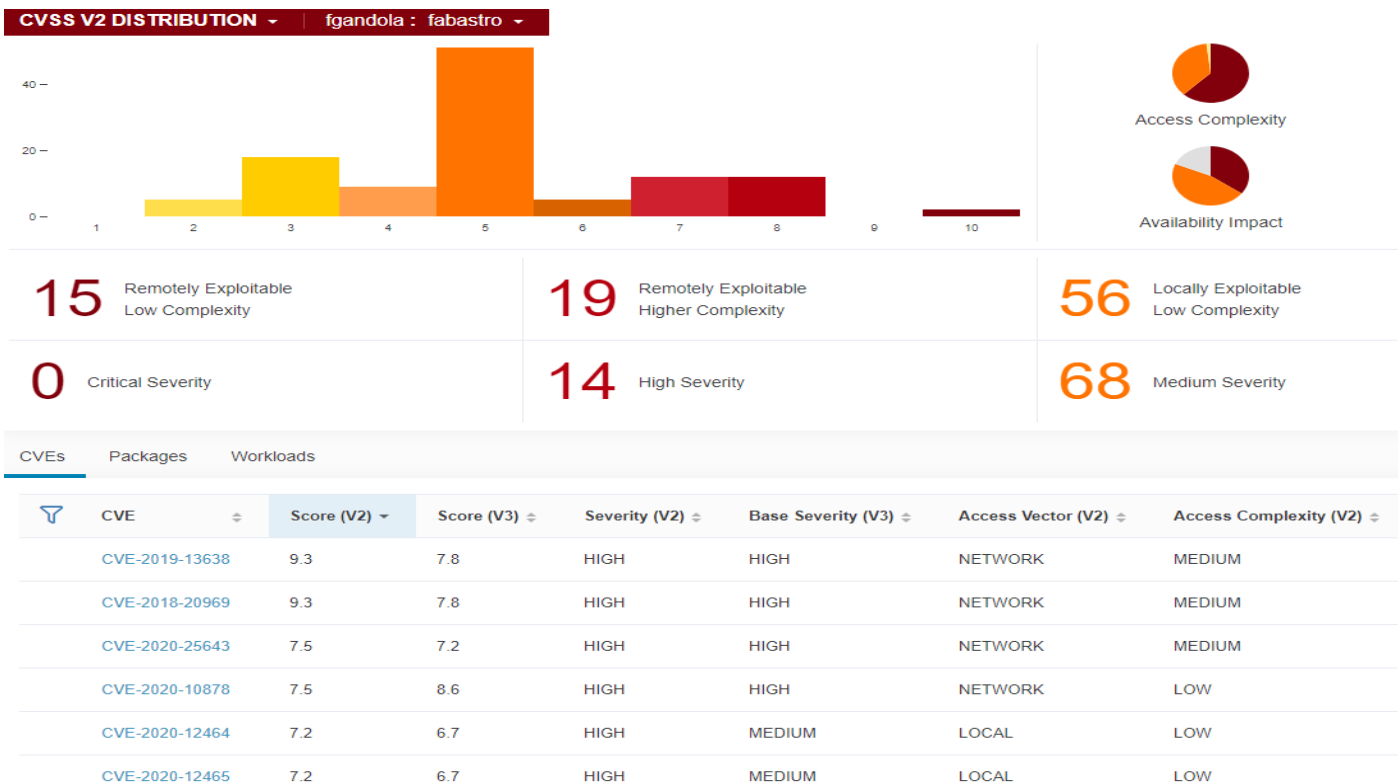 CVSS V2 DISTRIBUTION fgandola : fabastro
40
20
0
1 2 3 4 5 6 7 8 9 10
Access Complexity
Availability Impact
15 Remotely Exploitable
Low Complexity
19 Remotely Exploitable
Higher Complexity
56 Locally Exploitable
Low Complexity
0 Critical Severity
14 High Severity
68 Medium Severity
CVEs Packages Workloads
CVE Score (V2) Score (V3) Severity (V2) Base Severity (V3) Access Vector (V2) Access Complexity (V2)
CVE-2019-13638 9.3 7.8 HIGH HIGH NETWORK MEDIUM
CVE-2018-20969 9.3 7.8 HIGH HIGH NETWORK MEDIUM
CVE-2020-25643 7.5 7.2 HIGH HIGH NETWORK MEDIUM
CVE-2020-10878 7.5 8.6 HIGH HIGH NETWORK LOW
CVE-2020-12464 7.2 6.7 HIGH MEDIUM LOCAL LOW
CVE-2020-12465 7.2 6.7 HIGH MEDIUM LOCAL LOW